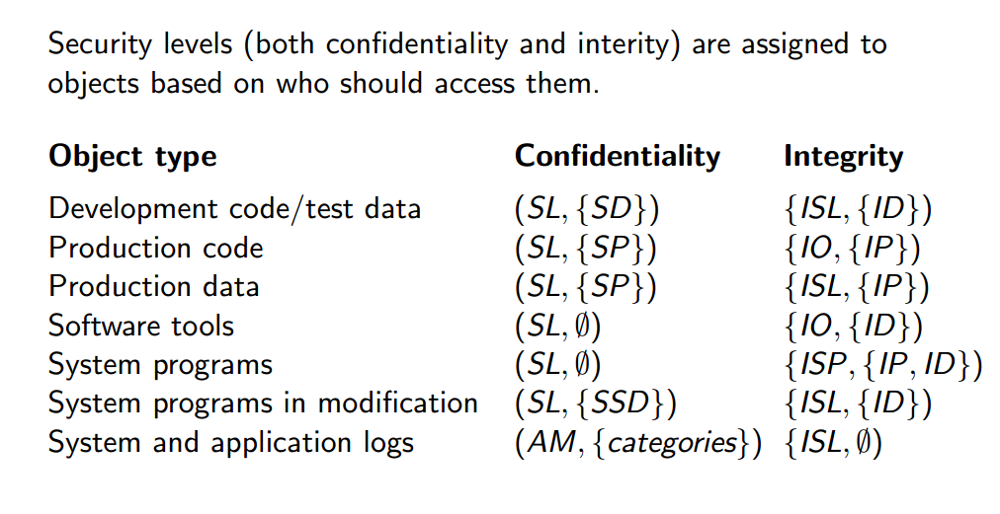 Security levels (both confidentiality and interity) are assigned to
objects based on who should access them.
Object type Confidentiality Integrity
Development code/test data (SL, {SD}) {ISL, {ID})
Production code (SL, {SP}) {IO, {IP})
Production data (SL, {SP}) {ISL, {IP})
Software tools (SL, ∅) {IO, {ID})
System programs (SL, ∅) {ISP, {IP, ID})
System programs in modification (SL, {SSD}) {ISL, {ID})
System and application logs (AM, {categories}) {ISL, ∅)